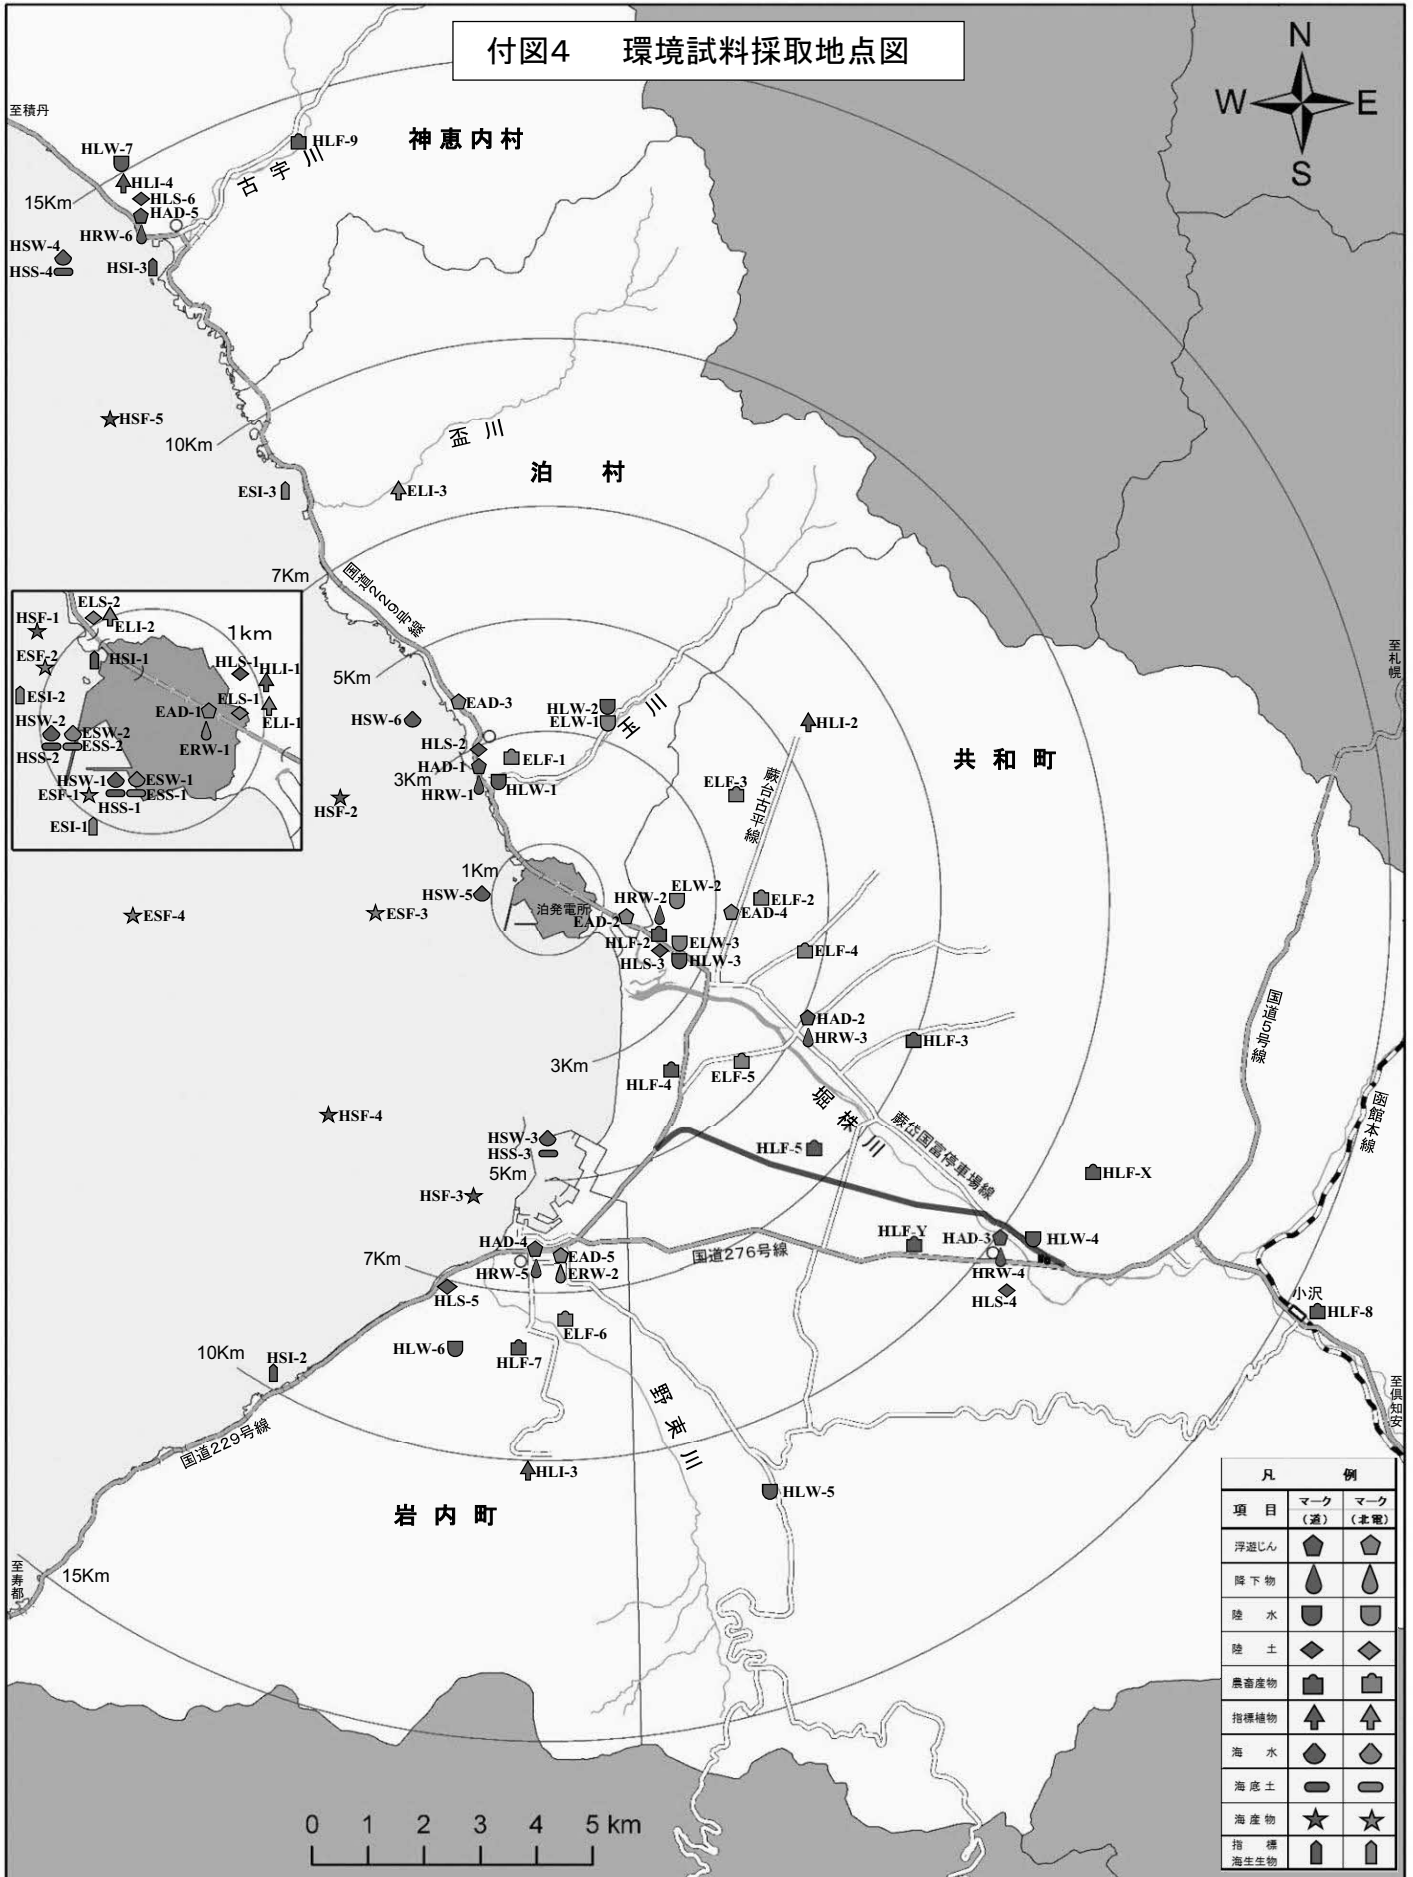 付図4 環境試料採取地点図
N
W E
S
至積丹
HLW-7
HLI-4
HLS-6
HAD-5
HRW-6
15Km
HSW-4
HSS-4
HSI-3
HLF-9
古宇川
神恵内村
HSF-5
10Km
盃川
泊 村
ESI-3
ELI-3
7Km
国道229号線
5Km
HSW-6
EAD-3
HLW-2
ELW-1
玉川
HLI-2
共和町
至札幌
HLS-2
HAD-1
3Km
HRW-1
ELF-1
HLW-1
ELF-3
蕨台古平線
HSF-2
HSF-1
ELS-2
ELI-2
1km
ESF-2
HSI-1
HLS-1
HLI-1
ESI-2
ELS-1
EAD-1
ELI-1
HSW-2
ESW-2
HSS-2
ESS-2
ERW-1
HSW-1
ESW-1
ESF-1
HSS-1
ESS-1
ESI-1
1Km
HSW-5
泊発電所
ESF-4
ESF-3
HRW-2
ELW-2
EAD-2
EAD-4
ELF-2
HLF-2
ELW-3
HLS-3
HLW-3
ELF-4
HAD-2
HRW-3
HLF-3
国道5号線
3Km
HLF-4
ELF-5
堀株川
蕨岱国富停車場線
函館本線
HSF-4
HSW-3
HSS-3
5Km
HLF-5
HLF-X
HSF-3
HAD-4
EAD-5
7Km
HRW-5
ERW-2
国道276号線
HLF-Y
HAD-3
HLW-4
HRW-4
HLS-5
HLS-4
小沢
HLF-8
ELF-6
HLW-6
HLF-7
10Km
HSI-2
至倶知安
野束川
国道229号線
HLI-3
HLW-5
岩内町
至寿都
15Km
凡 例
項 目 マーク（道） マーク（北電）
浮遊じん
降下物
陸 水
陸 土
農畜産物
指標植物
海 水
海底土
海産物
指 標
海生生物
0 1 2 3 4 5 km